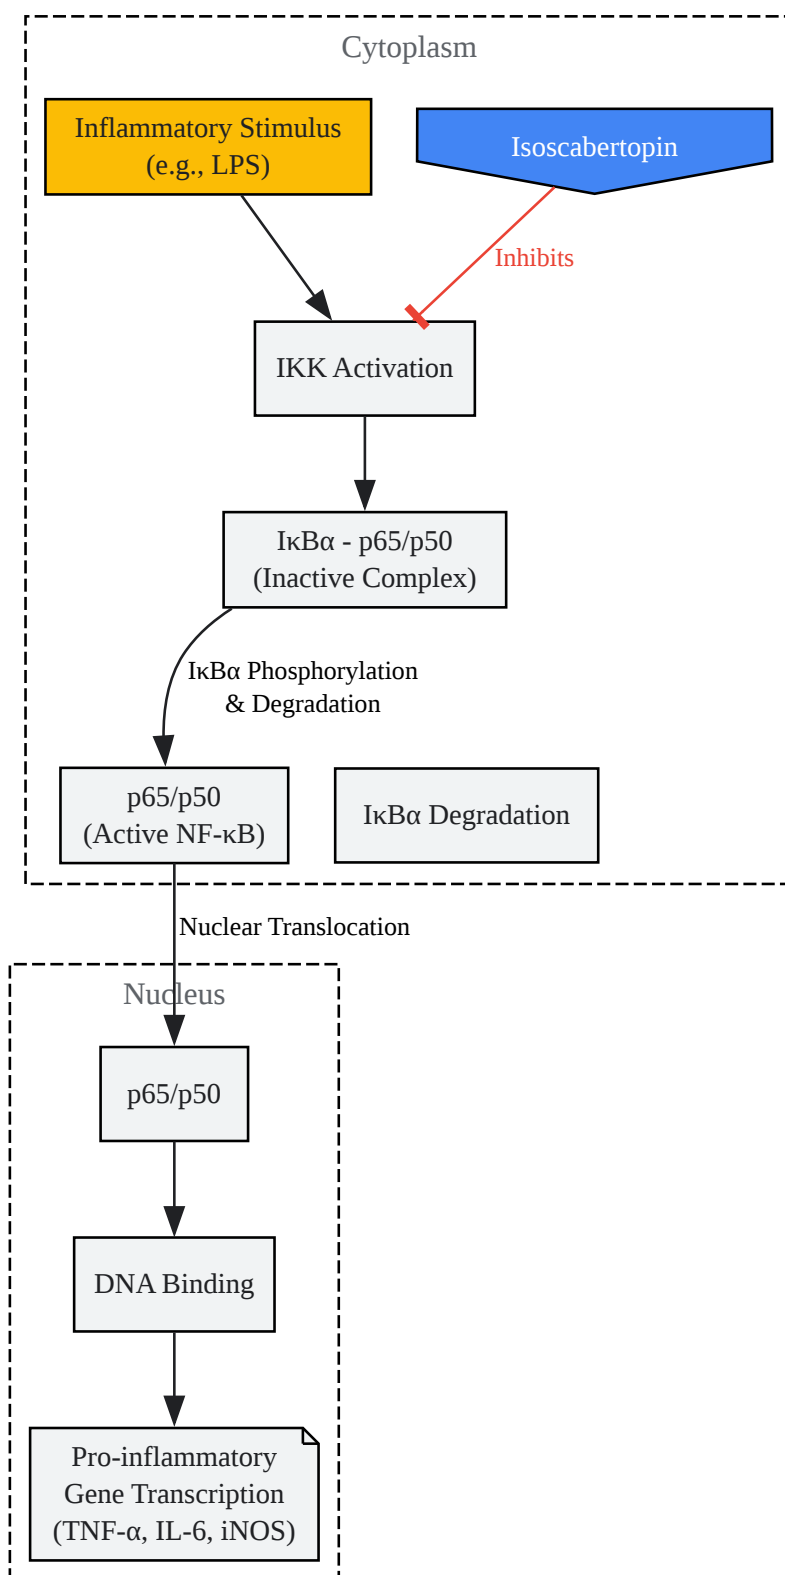 Cytoplasm
Inflammatory Stimulus
(e.g., LPS)
Isoscabertopin
Inhibits
IKK Activation
IκBα - p65/p50
(Inactive Complex)
IκBα Phosphorylation
& Degradation
p65/p50
(Active NF-κB)
IκBα Degradation
Nuclear Translocation
Nucleus
p65/p50
DNA Binding
Pro-inflammatory
Gene Transcription
(TNF-α, IL-6, iNOS)